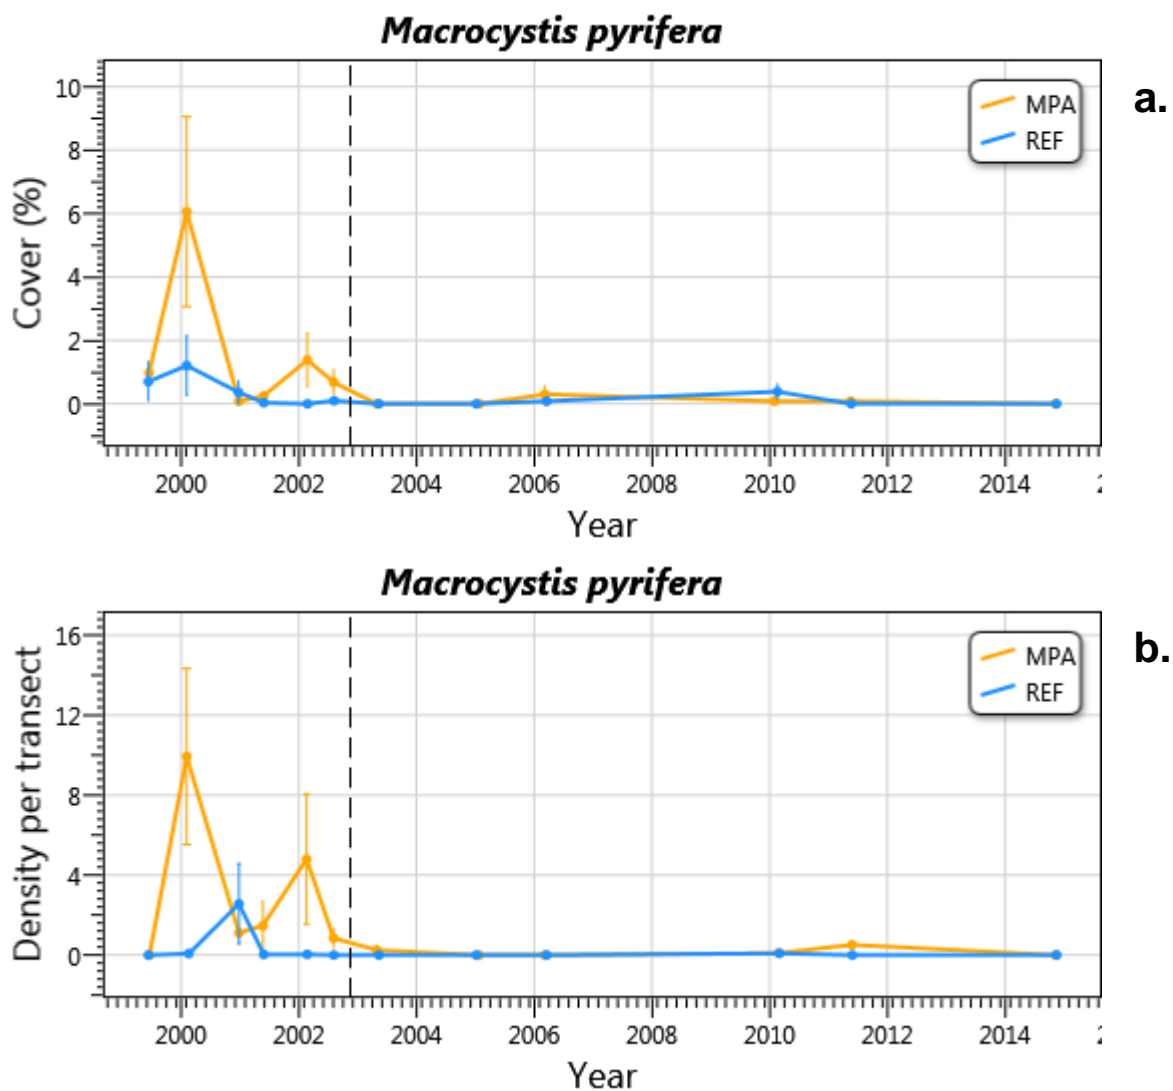 Macrocystis pyrifera
a.
MPA
REF
10
8
6
4
2
0
Cover (%)
2000 2002 2004 2006 2008 2010 2012 2014
Year
Macrocystis pyrifera
b.
MPA
REF
16
12
8
4
0
Density per transect
2000 2002 2004 2006 2008 2010 2012 2014
Year